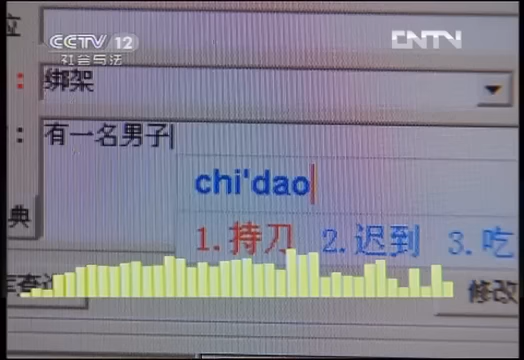 CCTV 12
社会与法
CNTV
绑架
:
有一名男子
chi'dao
典
1.持刀 2.迟到 3.吃
修改